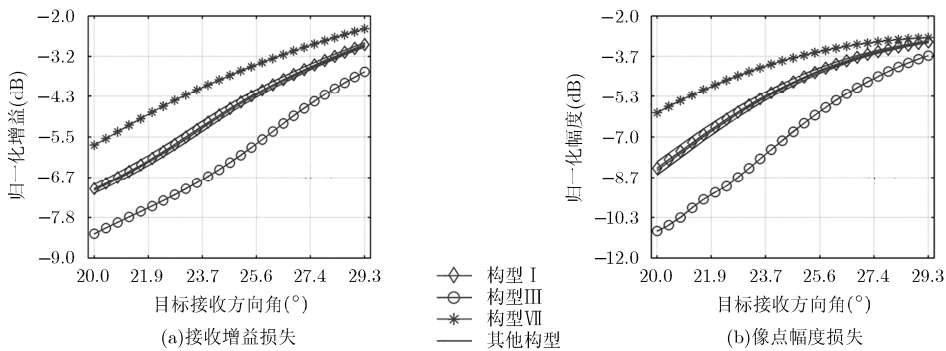 −2.0
−3.2
−4.3
−5.5
−6.7
−7.8
−9.0
归一化增益(dB)
20.0 21.9 23.7 25.6 27.4 29.3
目标接收方向角(°)
(a)接收增益损失
构型Ⅰ
构型Ⅲ
构型Ⅶ
其他构型
−2.0
−3.7
−5.3
−7.0
−8.7
−10.3
−12.0
归一化幅度(dB)
20.0 21.9 23.7 25.6 27.4 29.3
目标接收方向角(°)
(b)像点幅度损失